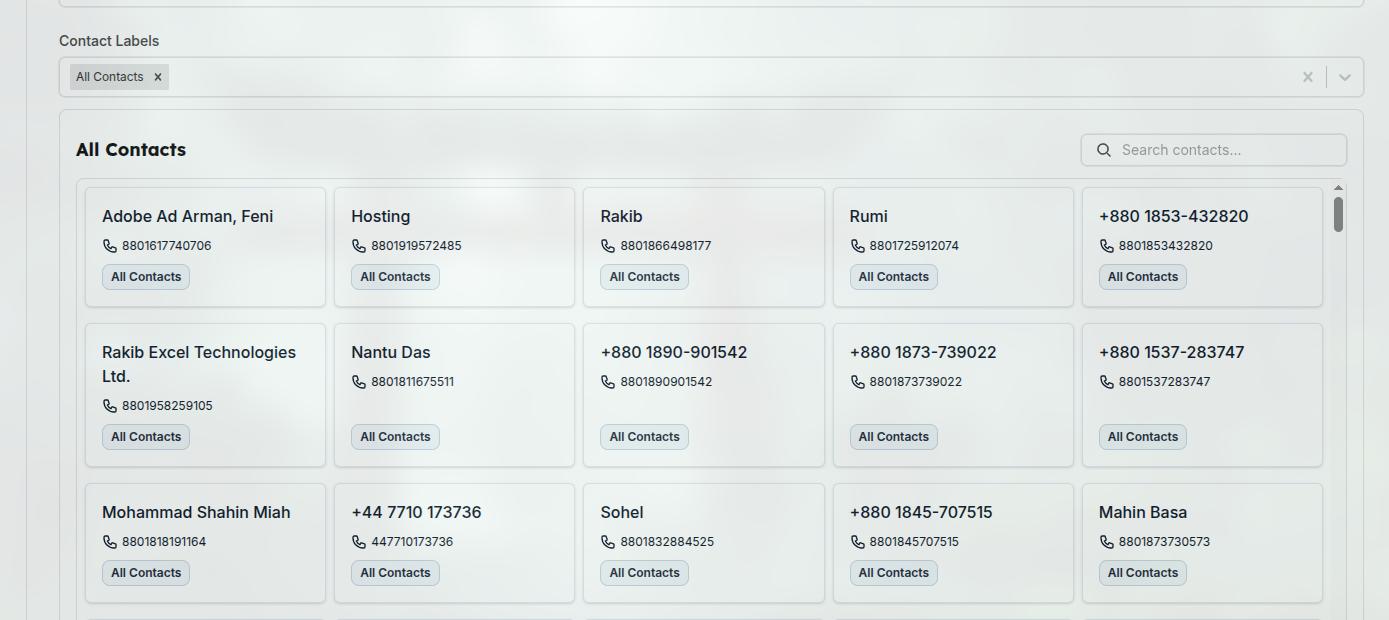 Contact Labels
All Contacts
All Contacts
Search contacts...
Adobe Ad Arman, Feni
8801617740706
All Contacts
Hosting
8801919572485
All Contacts
Rakib
8801866498177
All Contacts
Rumi
8801725912074
All Contacts
+880 1853-432820
8801853432820
All Contacts
Rakib Excel Technologies
Ltd.
8801958259105
All Contacts
Nantu Das
8801811675511
All Contacts
+880 1890-901542
8801890901542
All Contacts
+880 1873-739022
8801873739022
All Contacts
+880 1537-283747
8801537283747
All Contacts
Mohammad Shahin Miah
8801818191164
All Contacts
+44 7710 173736
447710173736
All Contacts
Sohel
8801832884525
All Contacts
+880 1845-707515
8801845707515
All Contacts
Mahin Basa
8801873730573
All Contacts